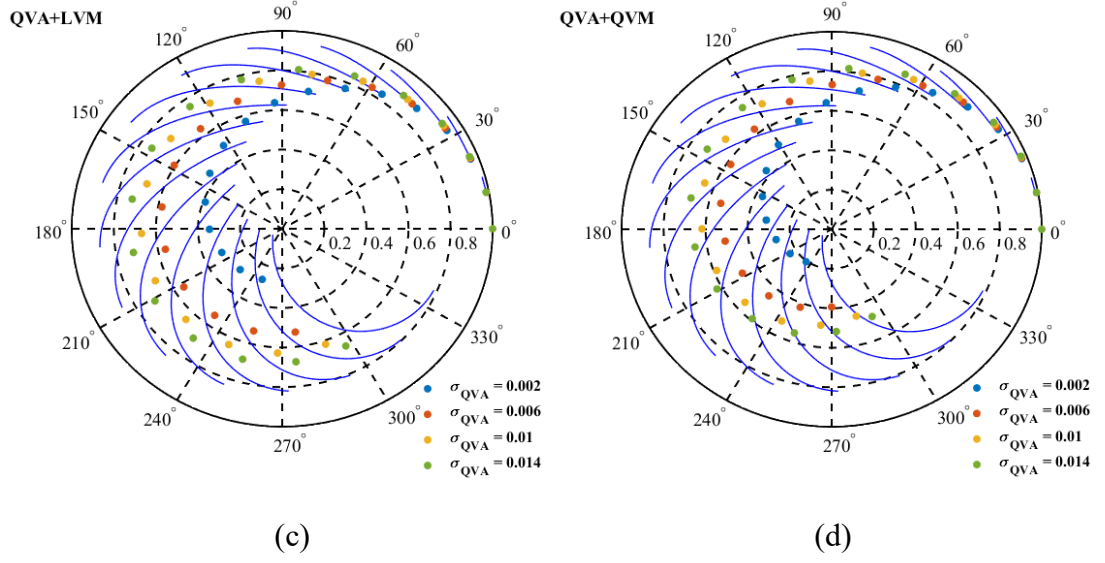 QVA+LVM
90°
120°
60°
150°
30°
180°
0.2 0.4 0.6 0.8
0°
210°
330°
240°
300°
270°
σQVA = 0.002
σQVA = 0.006
σQVA = 0.01
σQVA = 0.014
(c)
QVA+QVM
90°
120°
60°
150°
30°
180°
0.2 0.4 0.6 0.8
0°
210°
330°
240°
300°
270°
σQVA = 0.002
σQVA = 0.006
σQVA = 0.01
σQVA = 0.014
(d)